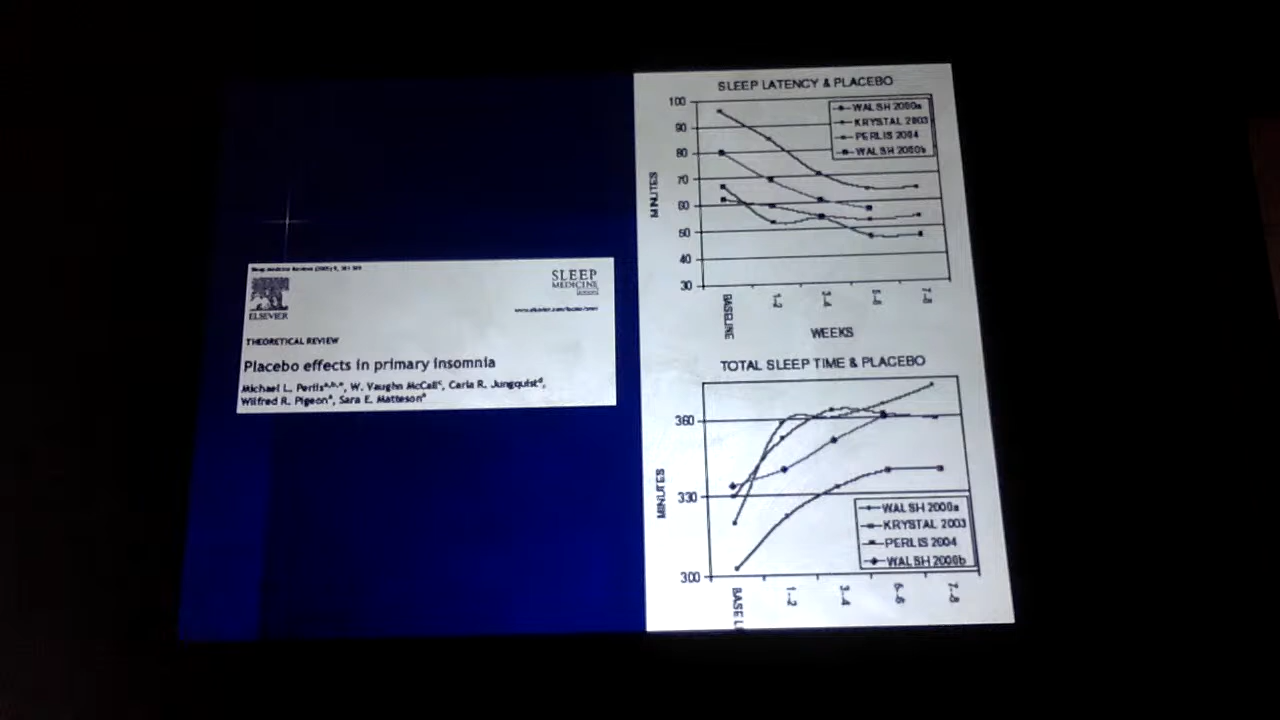 SLEEP
MEDICINE
ELSEVIER
THEORETICAL REVIEW
Placebo effects in primary insomnia
Michael L. Perlis a,b,*, W. Vaughn McCall c, Carla R. Jungquist d,
Wilfred R. Pigeon a, Sara E. Matteson a
SLEEP LATENCY & PLACEBO
WALSH 2000a
KRYSTAL 2003
PERLIS 2004
WALSH 2000b
MINUTES
100
90
80
70
60
50
40
30
BASELINE
1-2
3-4
5-6
7-8
WEEKS
TOTAL SLEEP TIME & PLACEBO
MINUTES
360
330
300
WALSH 2000a
KRYSTAL 2003
PERLIS 2004
WALSH 2000b
1-2
3-4
5-6
7-8